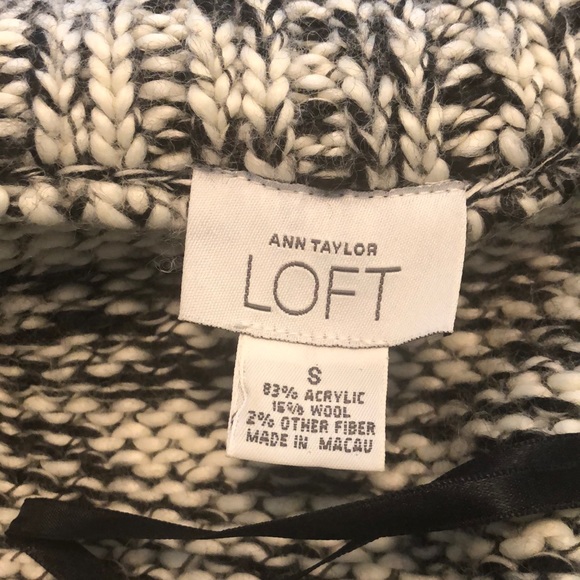 ANN TAYLOR
LOFT
S
83% ACRYLIC
15% WOOL
2% OTHER FIBER
MADE IN MACAU